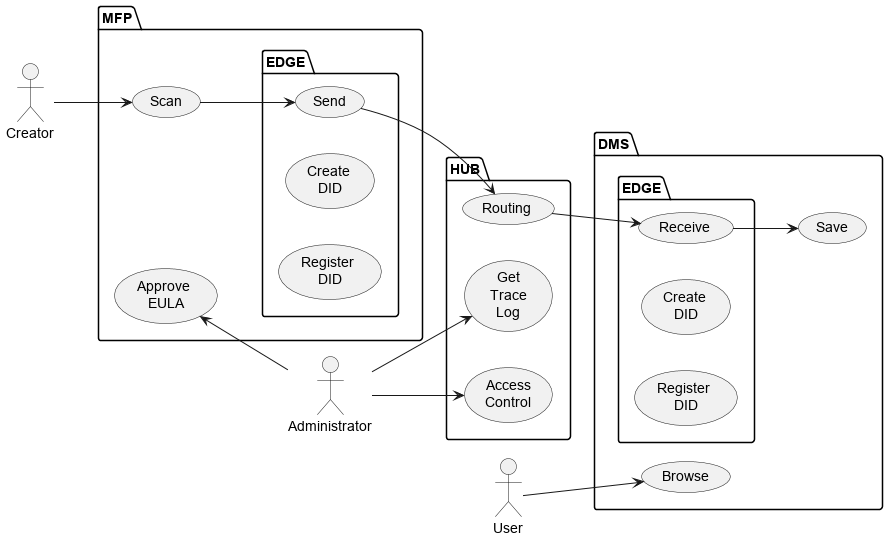 MFP
EDGE
Scan
Send
Creator
Create
DID
Register
DID
Approve
EULA
Administrator
HUB
Routing
Get
Trace
Log
Access
Control
User
DMS
EDGE
Receive
Save
Create
DID
Register
DID
Browse